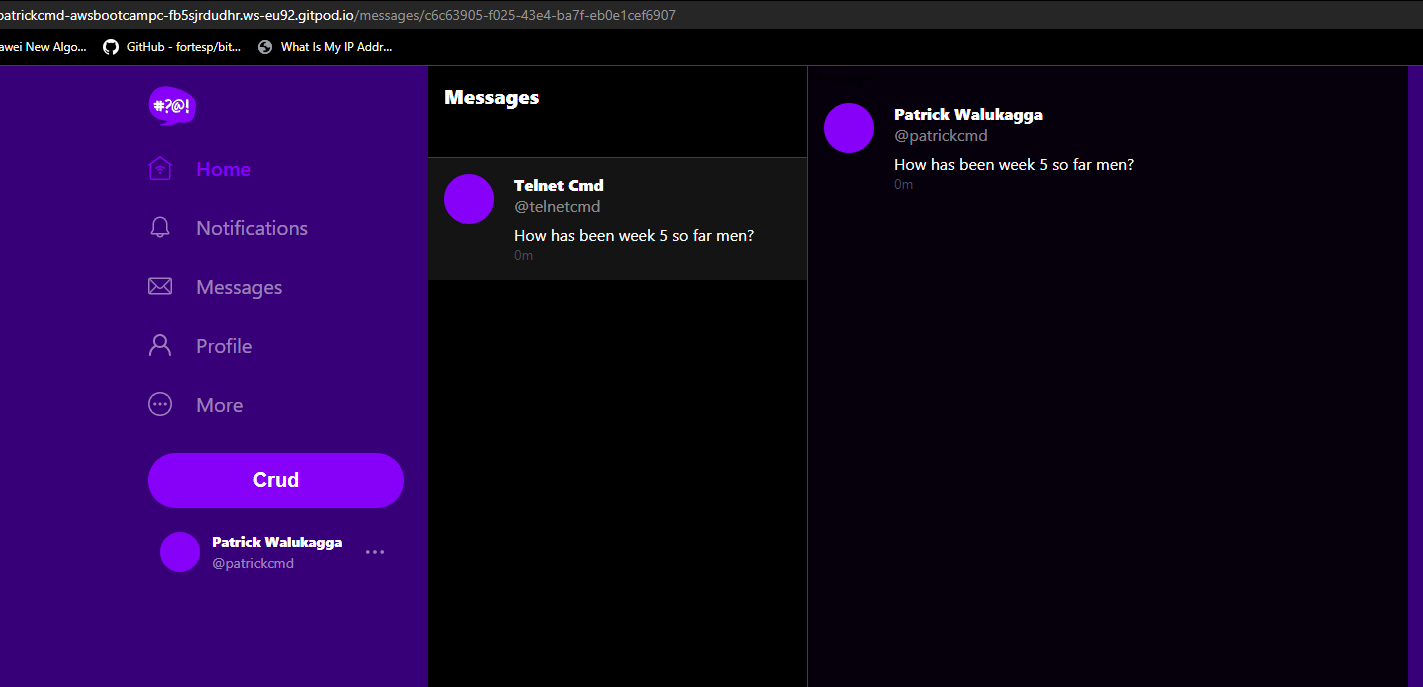 patrickcmd-awsbootcampc-fb5sjrdudhr.ws-eu92.gitpod.io/messages/c6c63905-f025-43e4-ba7f-eb0e1cef6907
awei New Algo... GitHub - fortesp/bit... What Is My IP Addr...
#?@!
Home
Notifications
Messages
Profile
More
Crud
Patrick Walukagga
@patrickcmd
Messages
Telnet Cmd
@telnetcmd
How has been week 5 so far men?
0m
Patrick Walukagga
@patrickcmd
How has been week 5 so far men?
0m